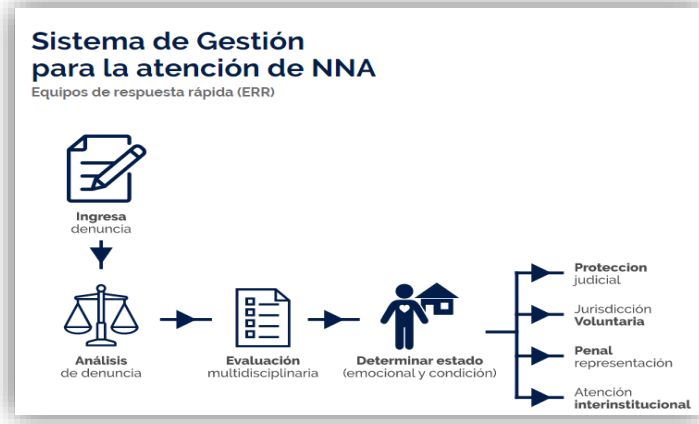 Sistema de Gestión
para la atención de NNA
Equipos de respuesta rápida (ERR)
Ingresa
denuncia
Análisis
de denuncia
Evaluación
multidisciplinaria
Determinar estado
(emocional y condición)
Proteccion
judicial
Jurisdicción
Voluntaria
Penal
representación
Atención
interinstitucional